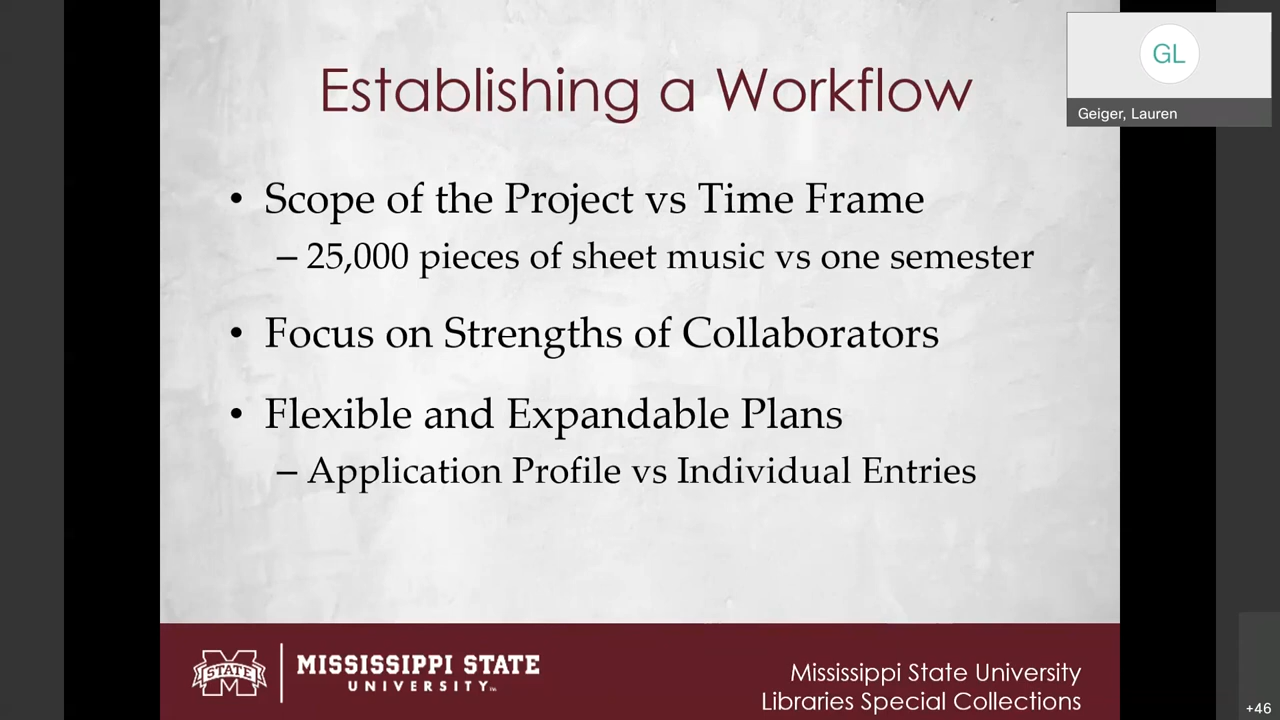 Establishing a Workflow
GL
Geiger, Lauren
• Scope of the Project vs Time Frame
– 25,000 pieces of sheet music vs one semester
• Focus on Strengths of Collaborators
• Flexible and Expandable Plans
– Application Profile vs Individual Entries
STATE
MISSISSIPPI STATE
UNIVERSITY™
Mississippi State University
Libraries Special Collections
+46